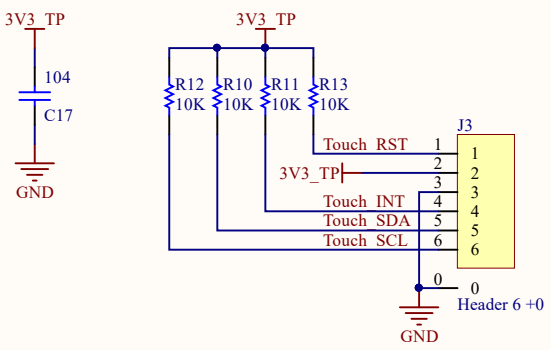 3V3_TP
104
C17
GND
3V3_TP
R12 R10 R11 R13
10K 10K 10K 10K
J3
Touch_RST 1 1
3V3_TP 2 2
3 3
Touch_INT 4 4
Touch_SDA 5 5
Touch_SCL 6 6
0 0
Header 6 +0
GND